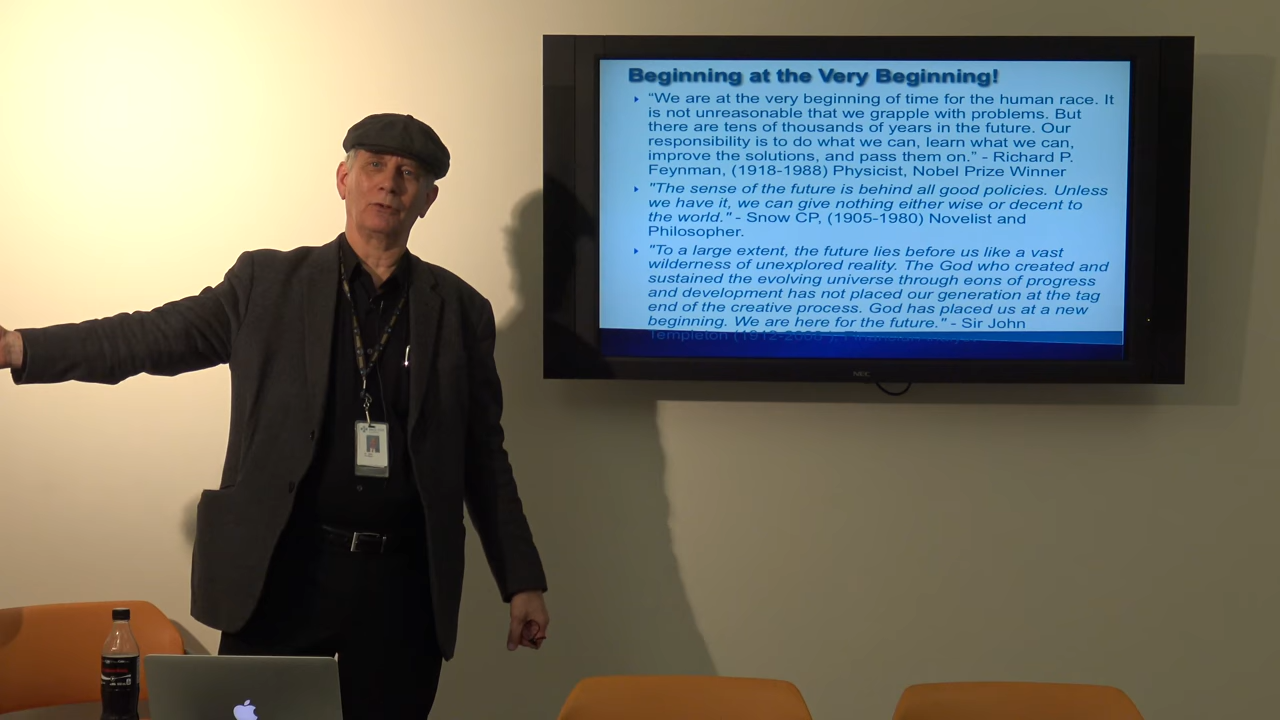 Beginning at the Very Beginning!
“We are at the very beginning of time for the human race. It
is not unreasonable that we grapple with problems. But
there are tens of thousands of years in the future. Our
responsibility is to do what we can, learn what we can,
improve the solutions, and pass them on.” - Richard P.
Feynman, (1918-1988) Physicist, Nobel Prize Winner
"The sense of the future is behind all good policies. Unless
we have it, we can give nothing either wise or decent to
the world." - Snow CP, (1905-1980) Novelist and
Philosopher.
"To a large extent, the future lies before us like a vast
wilderness of unexplored reality. The God who created and
sustained the evolving universe through eons of progress
and development has not placed our generation at the tag
end of the creative process. God has placed us at a new
beginning. We are here for the future." - Sir John
Templeton
NEC